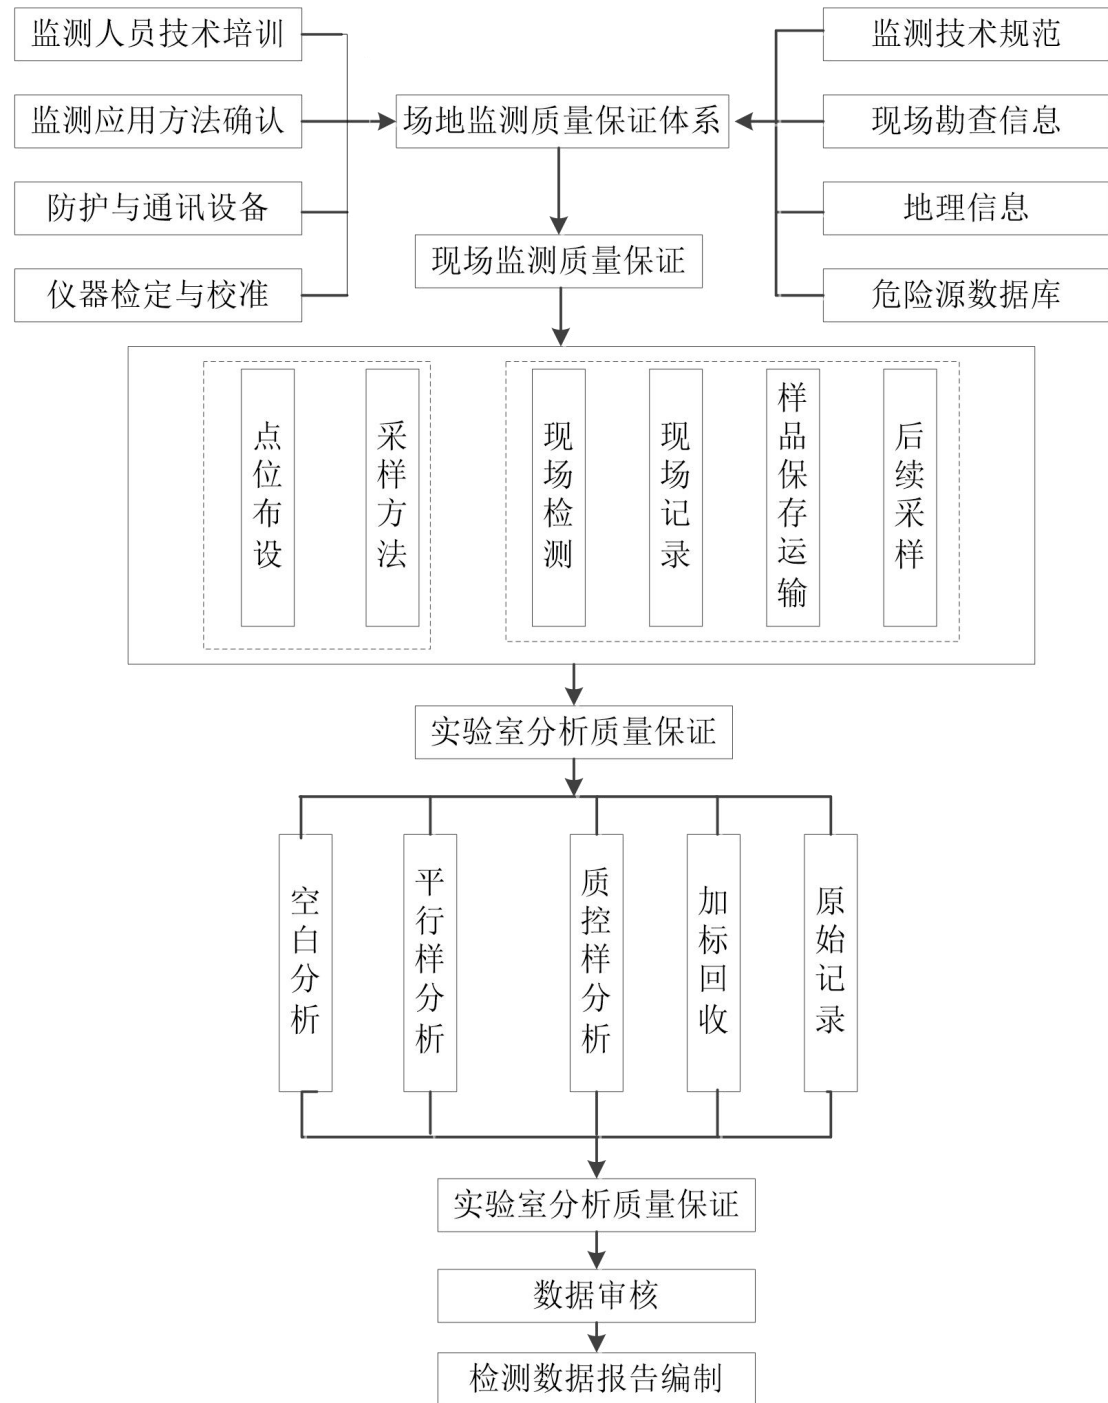 监测人员技术培训
监测技术规范
监测应用方法确认
场地监测质量保证体系
现场勘查信息
防护与通讯设备
地理信息
现场监测质量保证
仪器检定与校准
危险源数据库
点位布设
采样方法
现场检测
现场记录
样品保存运输
后续采样
实验室分析质量保证
空白分析
平行样分析
质控样分析
加标回收
原始记录
实验室分析质量保证
数据审核
检测数据报告编制